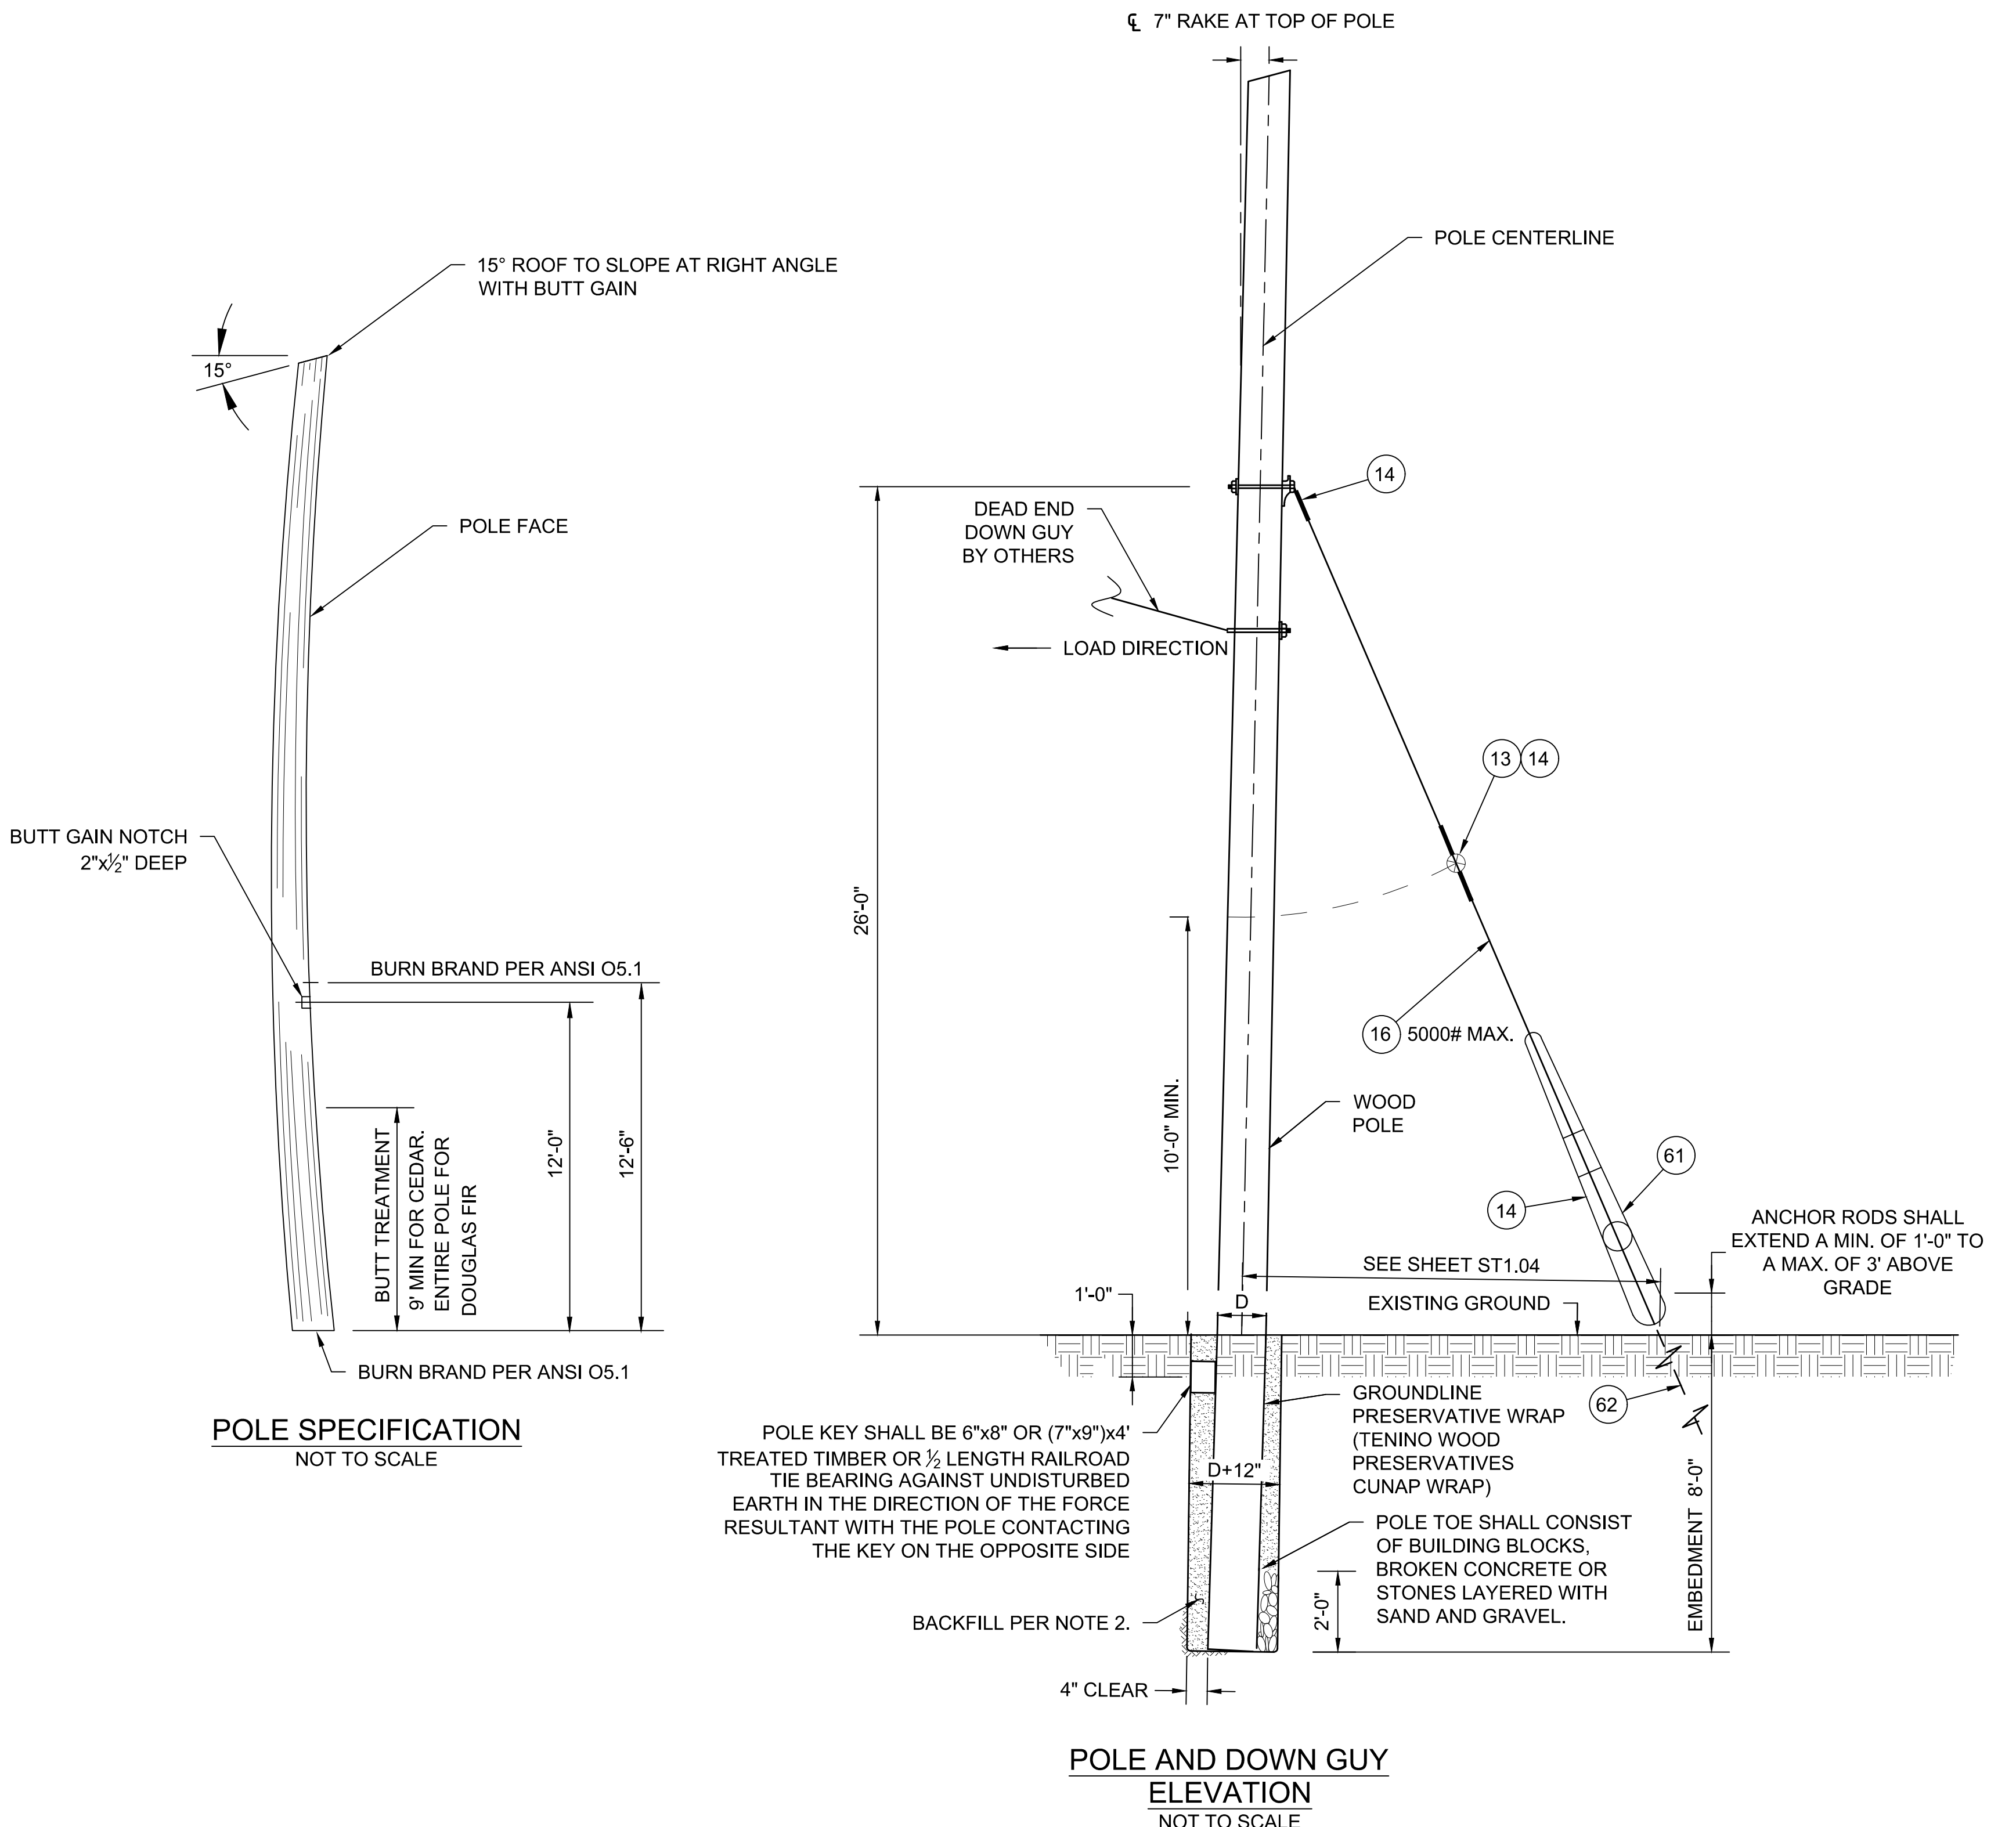 ℄ 7" RAKE AT TOP OF POLE
15° ROOF TO SLOPE AT RIGHT ANGLE
WITH BUTT GAIN
15°
POLE FACE
BUTT GAIN NOTCH
2"x½" DEEP
BURN BRAND PER ANSI O5.1
BUTT TREATMENT
9' MIN FOR CEDAR.
ENTIRE POLE FOR
DOUGLAS FIR
12'-0"
12'-6"
BURN BRAND PER ANSI O5.1
POLE SPECIFICATION
NOT TO SCALE
POLE CENTERLINE
14
DEAD END
DOWN GUY
BY OTHERS
LOAD DIRECTION
13 14
26'-0"
16 5000# MAX.
10'-0" MIN.
WOOD
POLE
61
14
ANCHOR RODS SHALL
EXTEND A MIN. OF 1'-0" TO
A MAX. OF 3' ABOVE
GRADE
SEE SHEET ST1.04
1'-0"
D
EXISTING GROUND
62
GROUNDLINE
PRESERVATIVE WRAP
(TENINO WOOD
PRESERVATIVES
CUNAP WRAP)
POLE KEY SHALL BE 6"x8" OR (7"x9")x4'
TREATED TIMBER OR ½ LENGTH RAILROAD
TIE BEARING AGAINST UNDISTURBED
EARTH IN THE DIRECTION OF THE FORCE
RESULTANT WITH THE POLE CONTACTING
THE KEY ON THE OPPOSITE SIDE
D+12"
POLE TOE SHALL CONSIST
OF BUILDING BLOCKS,
BROKEN CONCRETE OR
STONES LAYERED WITH
SAND AND GRAVEL.
2'-0"
EMBEDMENT 8'-0"
BACKFILL PER NOTE 2.
4" CLEAR
POLE AND DOWN GUY
ELEVATION
NOT TO SCALE